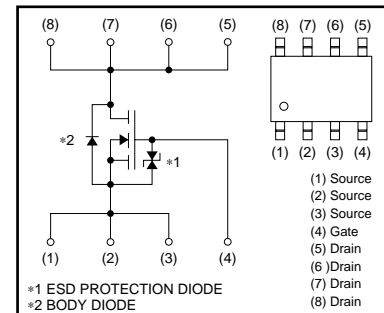 (8) (7) (6) (5)
(8) (7) (6) (5)
∗2
∗1
(1) (2) (3) (4)
(1) (2) (3) (4)
(1) Source
(2) Source
(3) Source
(4) Gate
(5) Drain
(6 )Drain
(7) Drain
(8) Drain
∗1 ESD PROTECTION DIODE
∗2 BODY DIODE